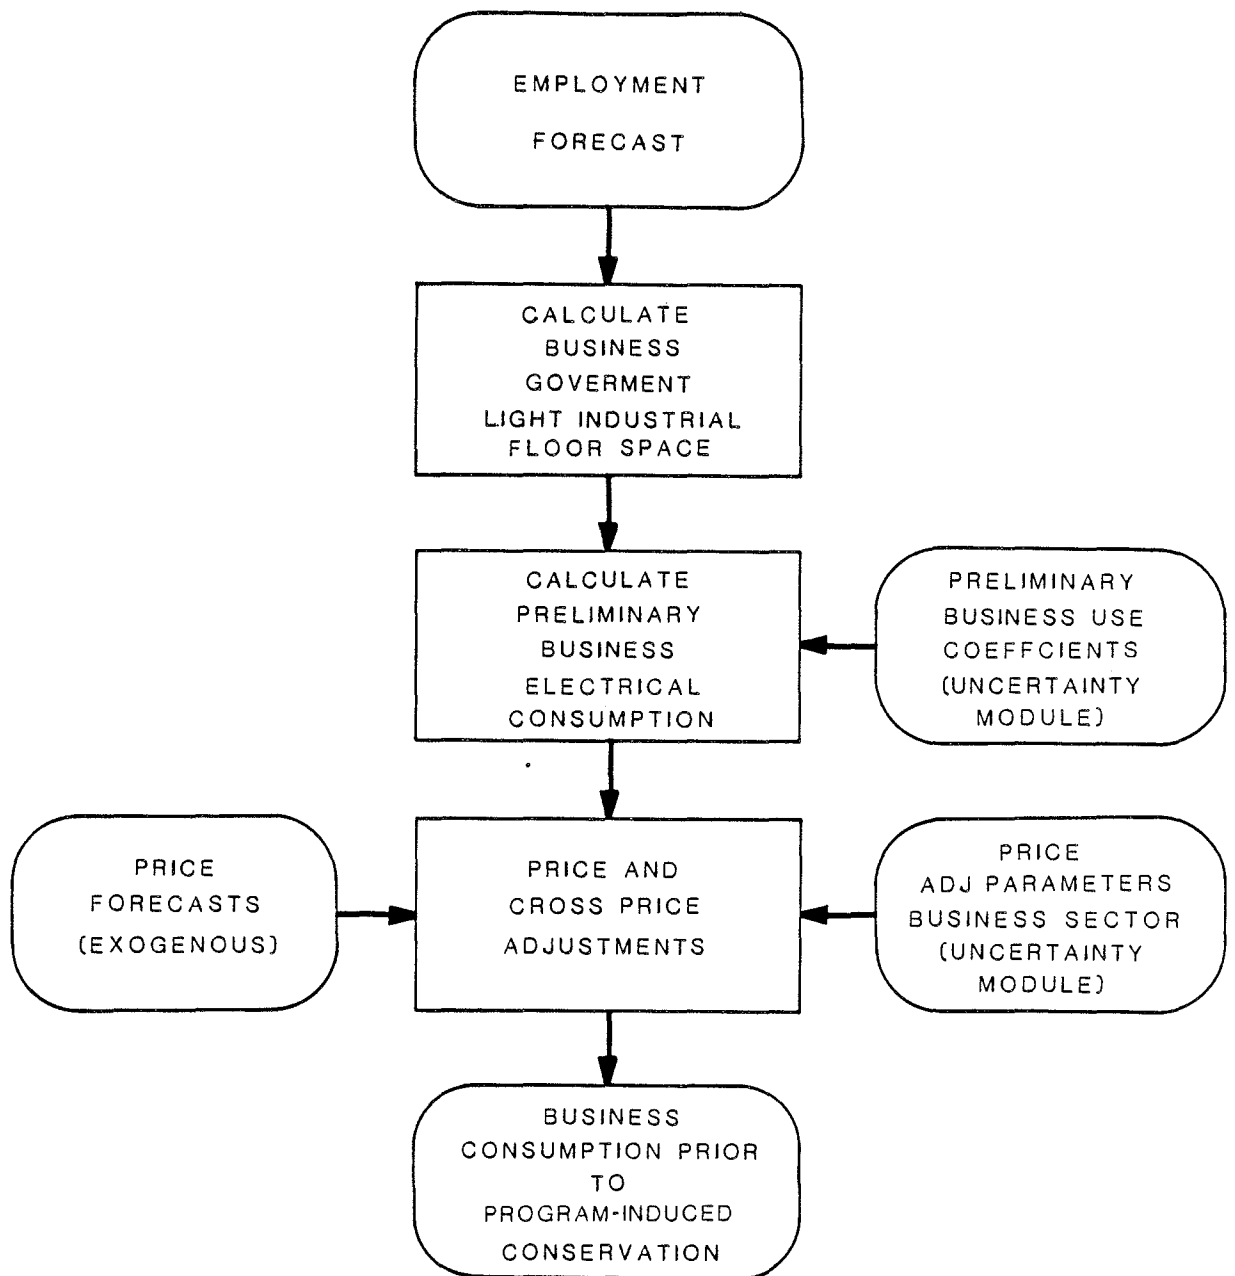 EMPLOYMENT
FORECAST
CALCULATE
BUSINESS
GOVERMENT
LIGHT INDUSTRIAL
FLOOR SPACE
CALCULATE
PRELIMINARY
BUSINESS
ELECTRICAL
CONSUMPTION
PRELIMINARY
BUSINESS USE
COEFFCIENTS
(UNCERTAINTY
MODULE)
PRICE
FORECASTS
(EXOGENOUS)
PRICE AND
CROSS PRICE
ADJUSTMENTS
PRICE
ADJ PARAMETERS
BUSINESS SECTOR
(UNCERTAINTY
MODULE)
BUSINESS
CONSUMPTION PRIOR
TO
PROGRAM-INDUCED
CONSERVATION